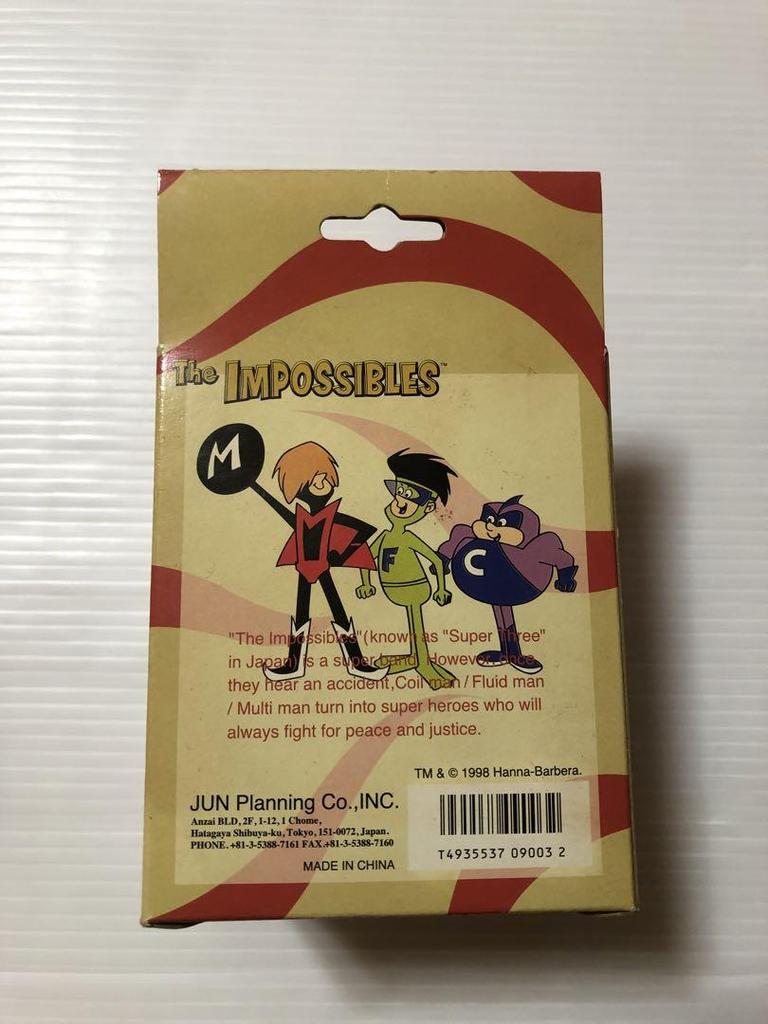 The IMPOSSIBLES™
M
M
F
C
"The Impossibles"(known as "Super Three"
in Japan) is a super band. However, once
they hear an accident,Coil man / Fluid man
/ Multi man turn into super heroes who will
always fight for peace and justice.
TM & © 1998 Hanna-Barbera.
JUN Planning Co.,INC.
Anzai BLD, 2F, 1-12, 1 Chome,
Hatagaya Shibuya-ku, Tokyo, 151-0072, Japan.
PHONE.+81-3-5388-7161 FAX.+81-3-5388-7160
MADE IN CHINA
T4935537 09003 2